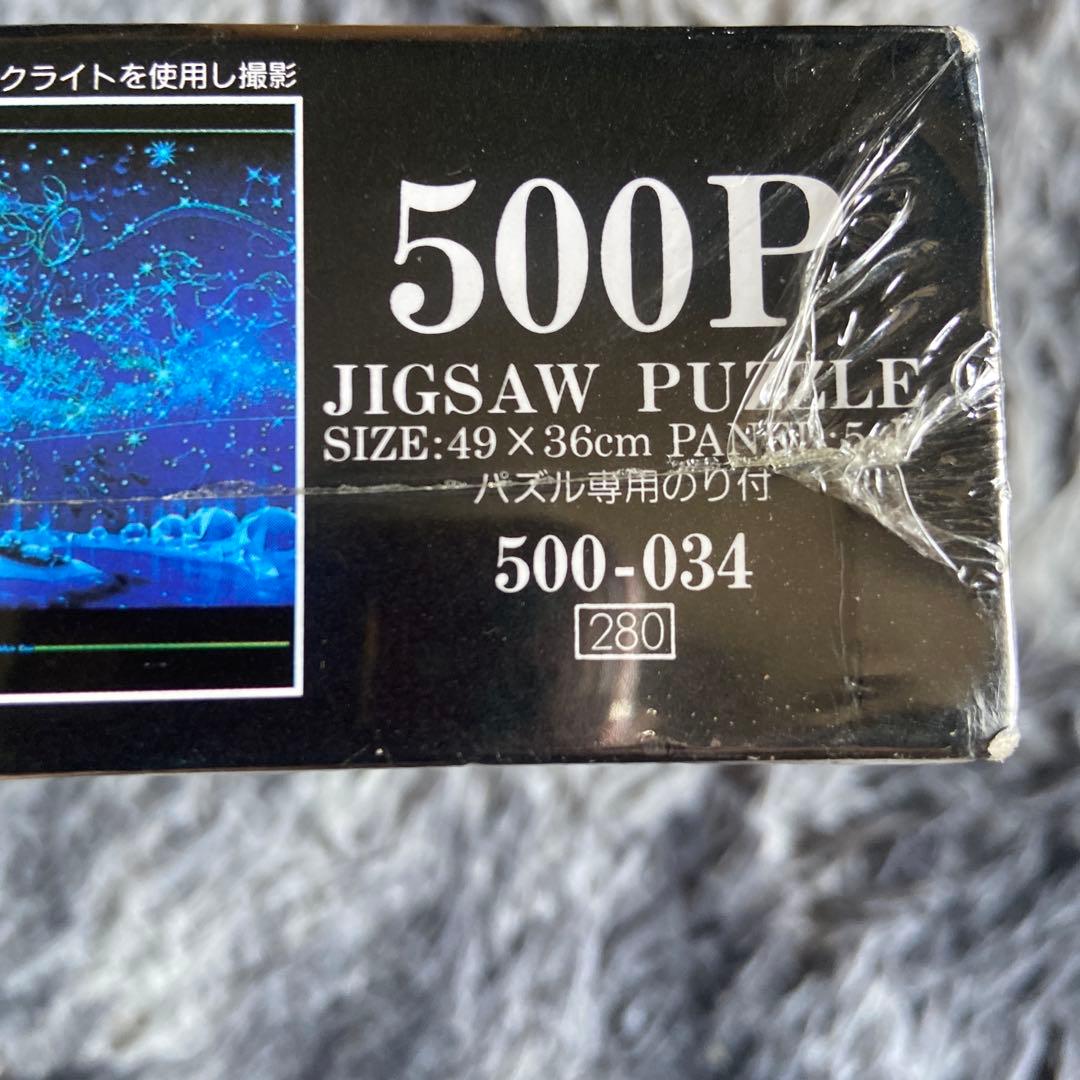 クライトを使用し撮影
500P
JIGSAW PUZZLE
SIZE:49×36cm
パズル専用のり付
500-034
280